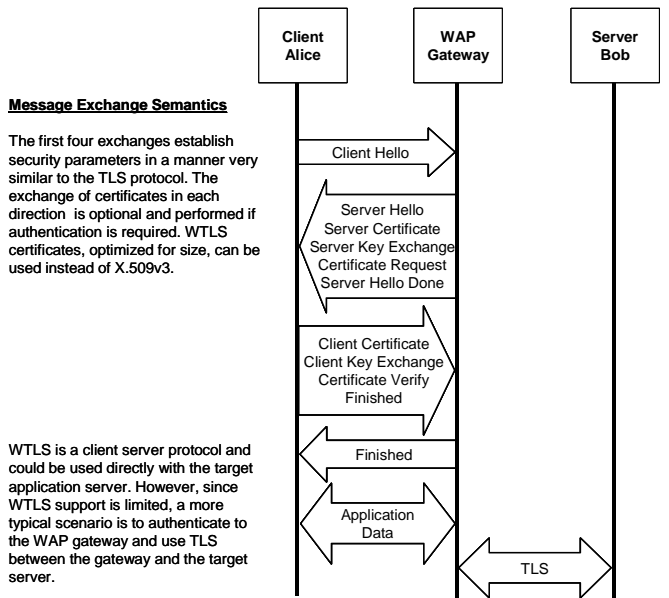 Client
Alice
WAP
Gateway
Server
Bob
Message Exchange Semantics
The first four exchanges establish
security parameters in a manner very
similar to the TLS protocol. The
exchange of certificates in each
direction is optional and performed if
authentication is required. WTLS
certificates, optimized for size, can be
used instead of X.509v3.
Client Hello
Server Hello
Server Certificate
Server Key Exchange
Certificate Request
Server Hello Done
Client Certificate
Client Key Exchange
Certificate Verify
Finished
WTLS is a client server protocol and
could be used directly with the target
application server. However, since
WTLS support is limited, a more
typical scenario is to authenticate to
the WAP gateway and use TLS
between the gateway and the target
server.
Finished
Application
Data
TLS